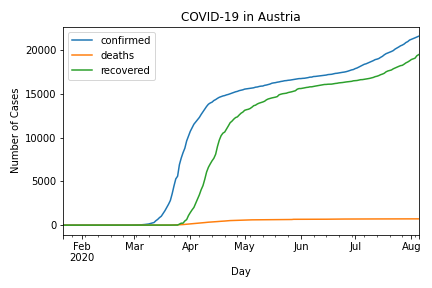 COVID-19 in Austria
confirmed
deaths
recovered
Number of Cases
20000
15000
10000
5000
0
Feb
2020
Mar
Apr
May
Jun
Jul
Aug
Day